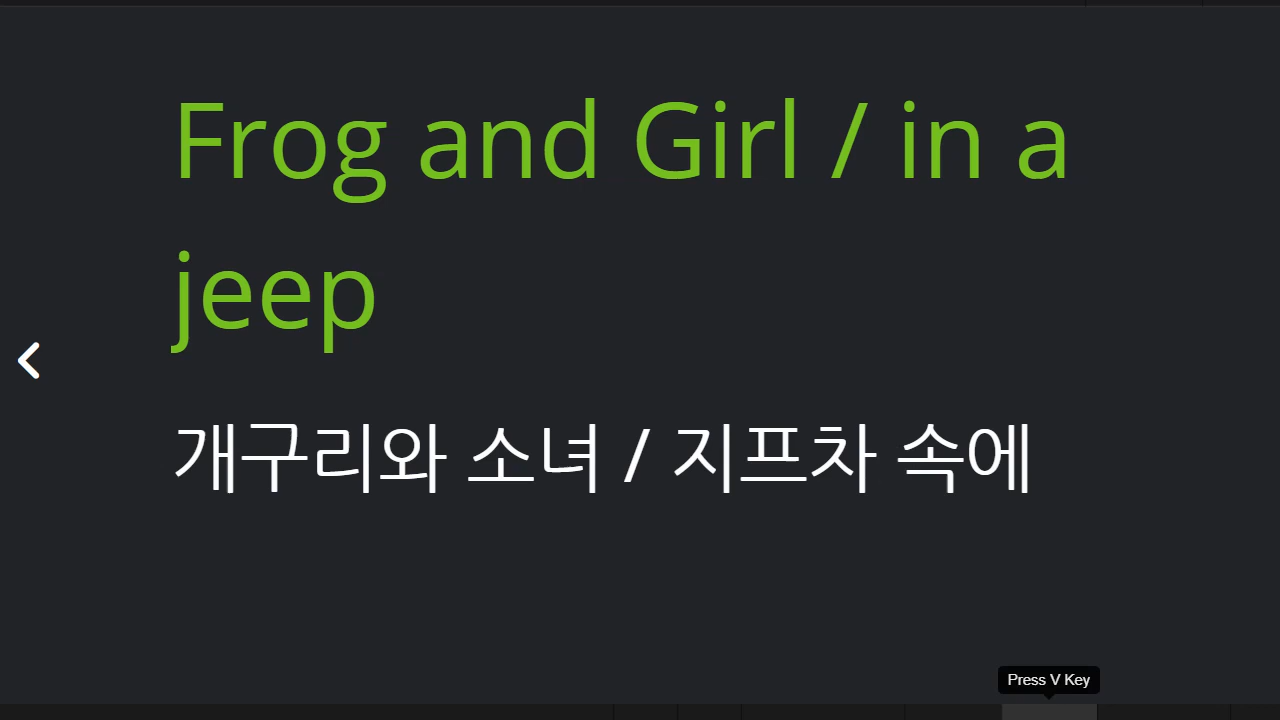 Frog and Girl / in a
jeep
개구리와 소녀 / 지프차 속에
Press V Key